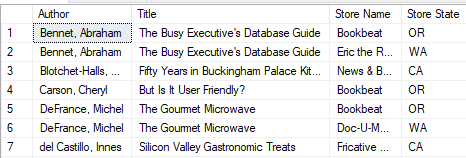 Author Title Store Name Store State
1 Bennet, Abraham The Busy Executive's Database Guide Bookbeat OR
2 Bennet, Abraham The Busy Executive's Database Guide Eric the R... WA
3 Blotchet-Halls, ... Fifty Years in Buckingham Palace Kit... News & B... CA
4 Carson, Cheryl But Is It User Friendly? Bookbeat OR
5 DeFrance, Michel The Gourmet Microwave Bookbeat OR
6 DeFrance, Michel The Gourmet Microwave Doc-U-M... WA
7 del Castillo, Innes Silicon Valley Gastronomic Treats Fricative ... CA